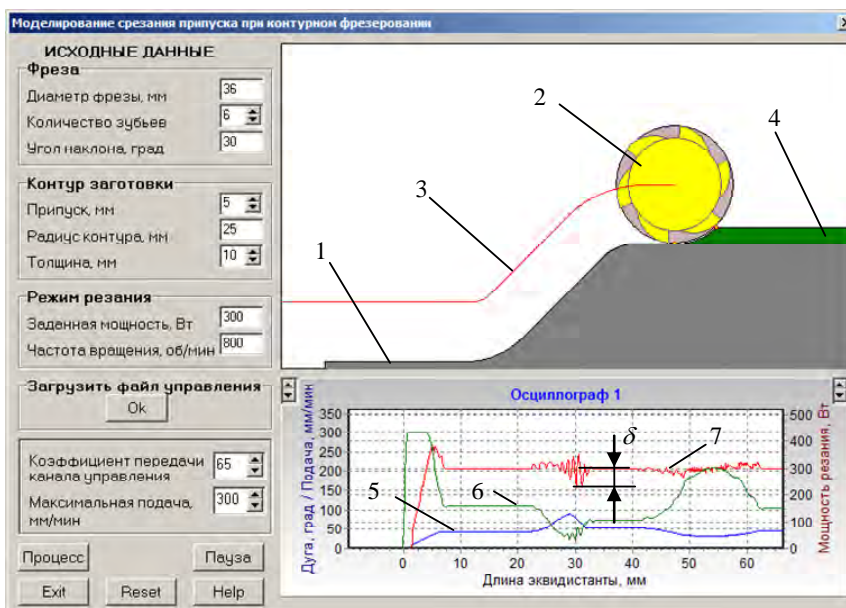 Моделирование срезания припуска при контурном фрезеровании
ИСХОДНЫЕ ДАННЫЕ
Фреза
Диаметр фрезы, мм 36
Количество зубьев 6
Угол наклона, град 30
Контур заготовки
Припуск, мм 5
Радиус контура, мм 25
Толщина, мм 10
Режим резания
Заданная мощность, Вт 300
Частота вращения, об/мин 800
Загрузить файл управления
Ok
Коэффициент передачи
канала управления 65
Максимальная подача,
мм/мин 300
Процесс Пауза
Exit Reset Help
1
2
3
4
Осциллограф 1
Дуга, град / Подача, мм/мин
350
300
250
200
150
100
50
0
500
400
300
200
100
0
Мощность резания, Вт
5
6
δ
7
0 10 20 30 40 50 60
Длина эквидистанты, мм